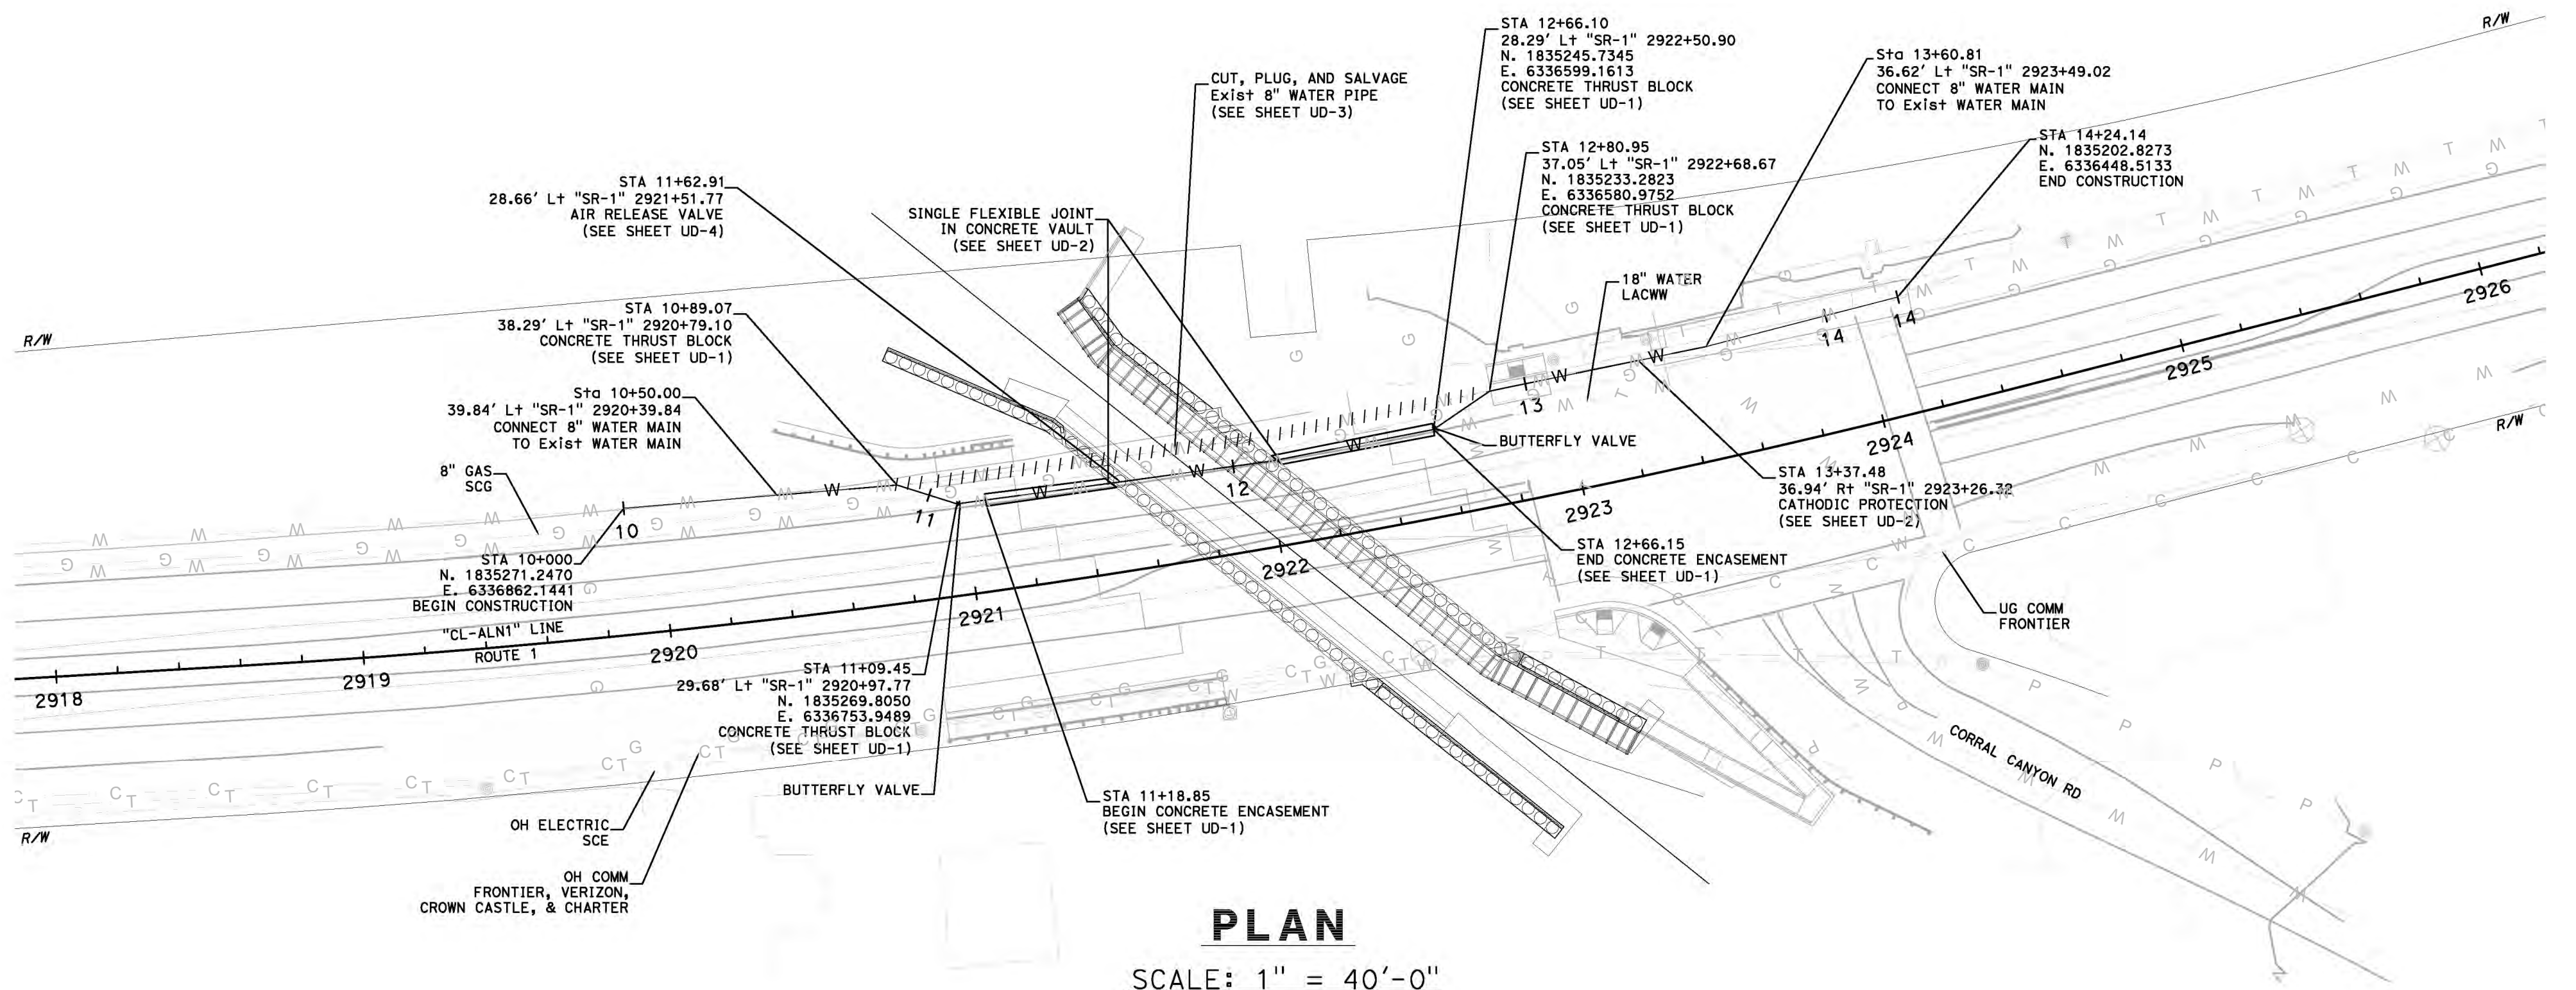 STA 12+66.10
28.29' Lt "SR-1" 2922+50.90
N. 1835245.7345
E. 6336599.1613
CONCRETE THRUST BLOCK
(SEE SHEET UD-1)
R/W
Sta 13+60.81
36.62' Lt "SR-1" 2923+49.02
CONNECT 8" WATER MAIN
TO Exist WATER MAIN
CUT, PLUG, AND SALVAGE
Exist 8" WATER PIPE
(SEE SHEET UD-3)
STA 14+24.14
N. 1835202.8273
E. 6336448.5133
END CONSTRUCTION
STA 12+80.95
37.05' Lt "SR-1" 2922+68.67
N. 1835233.2823
E. 6336580.9752
CONCRETE THRUST BLOCK
(SEE SHEET UD-1)
STA 11+62.91
28.66' Lt "SR-1" 2921+51.77
AIR RELEASE VALVE
(SEE SHEET UD-4)
SINGLE FLEXIBLE JOINT
IN CONCRETE VAULT
(SEE SHEET UD-2)
18" WATER
LACWW
STA 10+89.07
38.29' Lt "SR-1" 2920+79.10
CONCRETE THRUST BLOCK
(SEE SHEET UD-1)
R/W
Sta 10+50.00
39.84' Lt "SR-1" 2920+39.84
CONNECT 8" WATER MAIN
TO Exist WATER MAIN
8" GAS
SCG
BUTTERFLY VALVE
STA 13+37.48
36.94' Rt "SR-1" 2923+26.32
CATHODIC PROTECTION
(SEE SHEET UD-2)
R/W
10
11
12
13
14
14
STA 10+000
N. 1835271.2470
E. 6336862.1441
BEGIN CONSTRUCTION
STA 12+66.15
END CONCRETE ENCASEMENT
(SEE SHEET UD-1)
UG COMM
FRONTIER
"CL-ALN1" LINE
ROUTE 1
2918
2919
2920
2921
2922
2923
2924
2925
2926
STA 11+09.45
29.68' Lt "SR-1" 2920+97.77
N. 1835269.8050
E. 6336753.9489
CONCRETE THRUST BLOCK
(SEE SHEET UD-1)
BUTTERFLY VALVE
STA 11+18.85
BEGIN CONCRETE ENCASEMENT
(SEE SHEET UD-1)
CORRAL CANYON RD
R/W
OH ELECTRIC
SCE
OH COMM
FRONTIER, VERIZON,
CROWN CASTLE, & CHARTER
PLAN
SCALE: 1" = 40'-0"